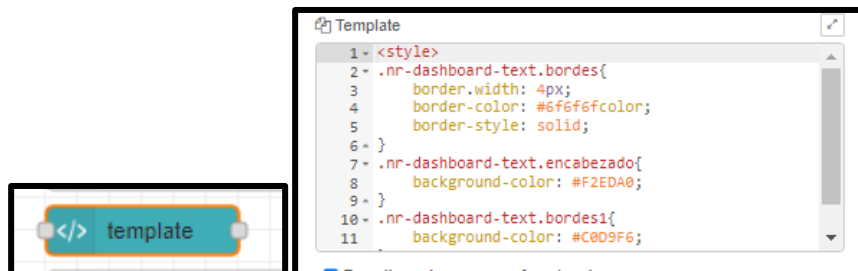 Template
1 <style>
2 .nr-dashboard-text.bordes{
3 border.width: 4px;
4 border-color: #6f6f6fcolor;
5 border-style: solid;
6 }
7 .nr-dashboard-text.encabezado{
8 background-color: #F2EDA0;
9 }
10 .nr-dashboard-text.bordes1{
11 background-color: #C0D9F6;
</> template